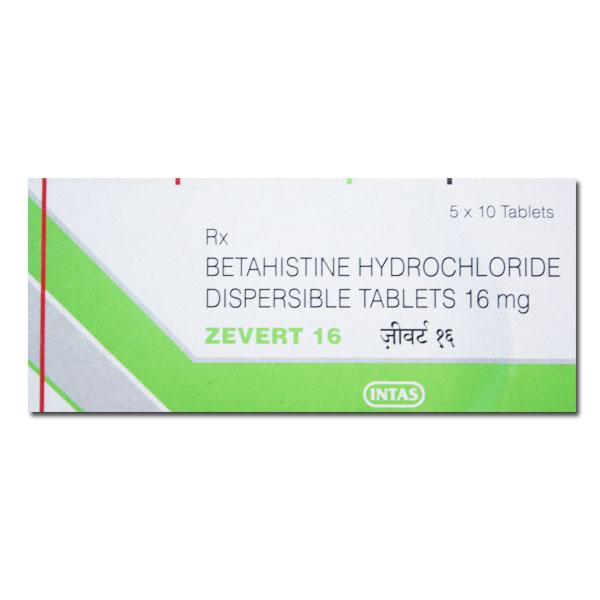 5 x 10 Tablets
Rx
BETAHISTINE HYDROCHLORIDE
DISPERSIBLE TABLETS 16 mg
ZEVERT 16 ज़ीवर्ट १६
INTAS